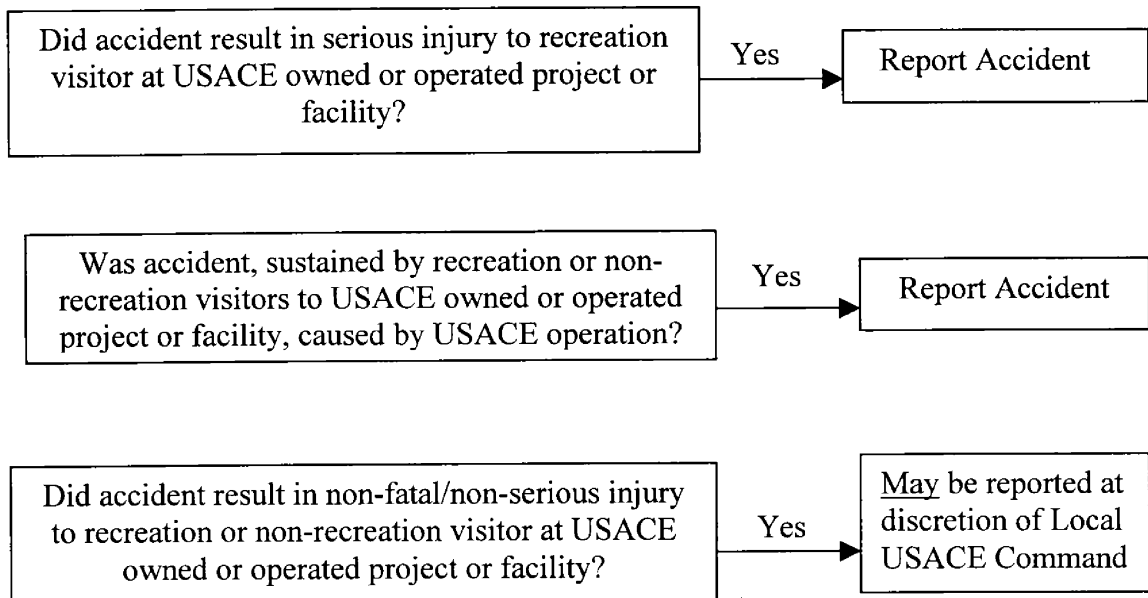 Did accident result in serious injury to recreation
visitor at USACE owned or operated project or
facility?
Yes
Report Accident
Was accident, sustained by recreation or non-
recreation visitors to USACE owned or operated
project or facility, caused by USACE operation?
Yes
Report Accident
Did accident result in non-fatal/non-serious injury
to recreation or non-recreation visitor at USACE
owned or operated project or facility?
Yes
May be reported at
discretion of Local
USACE Command